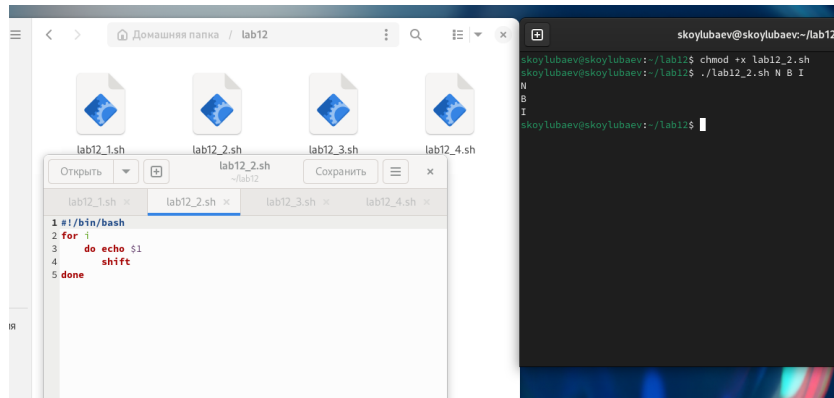 Домашняя папка / lab12
lab12_1.sh
lab12_2.sh
lab12_3.sh
lab12_4.sh
Открыть
lab12_2.sh
~/lab12
Сохранить
lab12_1.sh ×
lab12_2.sh ×
lab12_3.sh ×
lab12_4.sh ×
1 #!/bin/bash
2 for i
3 do echo $1
4 shift
5 done
ия
skoylubaev@skoylubaev:~/lab12
skoylubaev@skoylubaev:~/lab12$ chmod +x lab12_2.sh
skoylubaev@skoylubaev:~/lab12$ ./lab12_2.sh N B I
N
B
I
skoylubaev@skoylubaev:~/lab12$